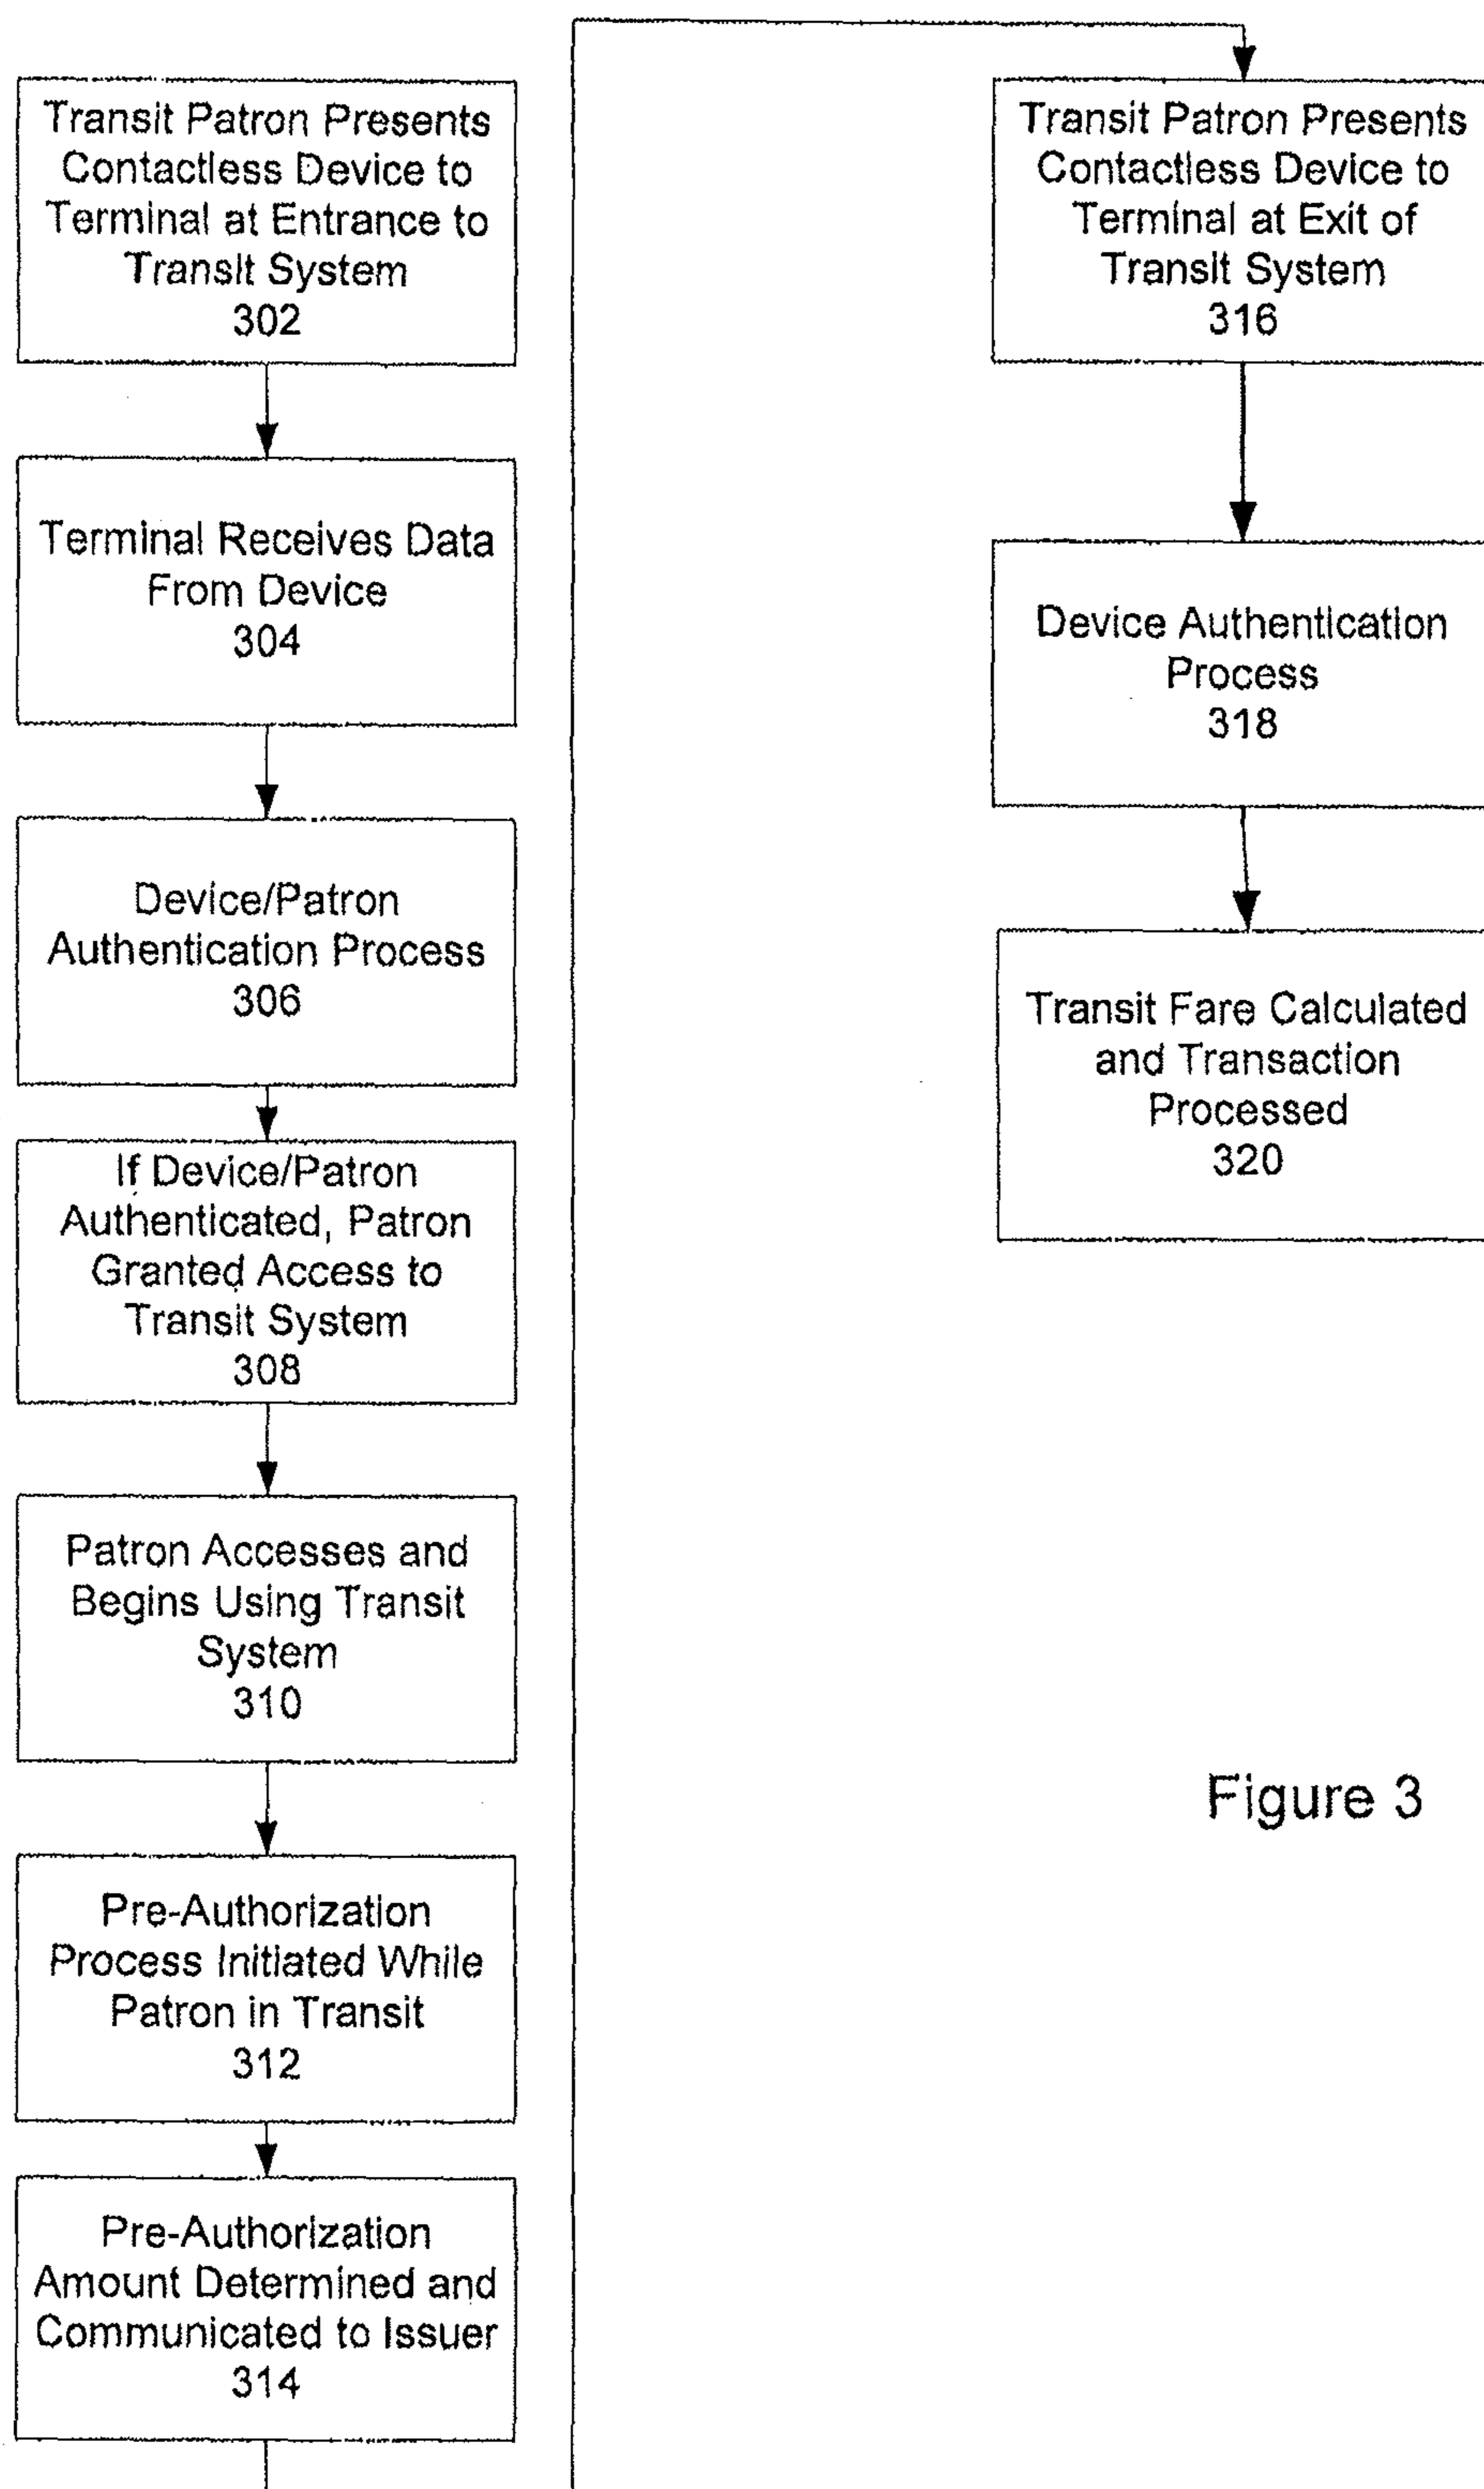 Transit Patron Presents
Contactless Device to
Terminal at Entrance to
Transit System
302
Terminal Receives Data
From Device
304
Device/Patron
Authentication Process
306
If Device/Patron
Authenticated, Patron
Granted Access to
Transit System
308
Patron Accesses and
Begins Using Transit
System
310
Pre-Authorization
Process Initiated While
Patron in Transit
312
Pre-Authorization
Amount Determined and
Communicated to Issuer
314
Transit Patron Presents
Contactless Device to
Terminal at Exit of
Transit System
316
Device Authentication
Process
318
Transit Fare Calculated
and Transaction
Processed
320
Figure 3